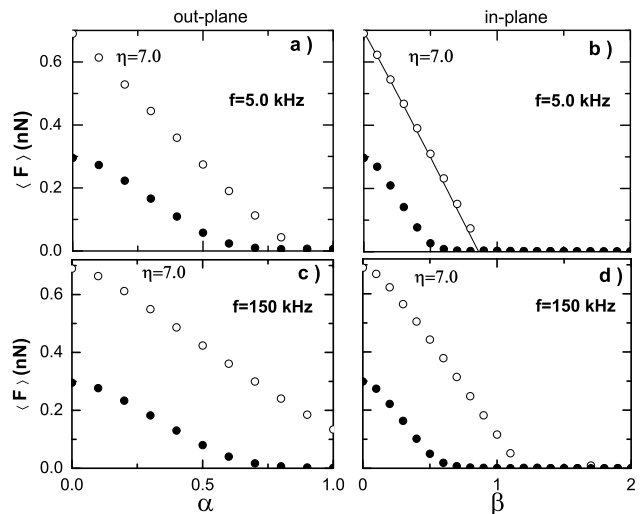 out-plane in-plane
a ) b )
η=7.0 η=7.0
f=5.0 kHz f=5.0 kHz
⟨ F ⟩ (nN)
0.6
0.4
0.2
0.0
c ) d )
η=7.0 η=7.0
f=150 kHz f=150 kHz
⟨ F ⟩ (nN)
0.6
0.4
0.2
0.0
0.0 0.5 1.0 0 1 2
α β